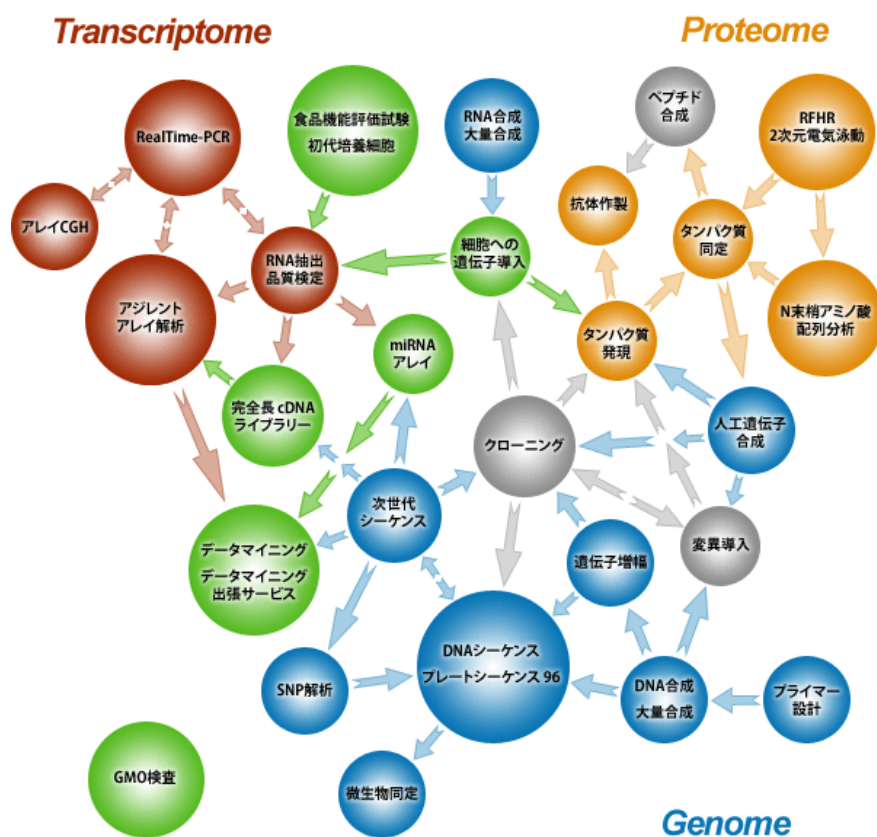 Transcriptome
Proteome
RealTime-PCR
食品機能評価試験
初代培養細胞
RNA合成
大量合成
ペプチド
合成
RFHR
2次元電気泳動
アレイCGH
RNA抽出
品質検定
細胞への
遺伝子導入
抗体作製
タンパク質
同定
アジレント
アレイ解析
miRNA
アレイ
タンパク質
発現
N末梢アミノ酸
配列分析
完全長 cDNA
ライブラリー
クローニング
人工遺伝子
合成
次世代
シーケンス
データマイニング
データマイニング
出張サービス
遺伝子増幅
変異導入
SNP解析
DNAシーケンス
プレートシーケンス 96
DNA合成
大量合成
プライマー
設計
GMO検査
微生物同定
Genome